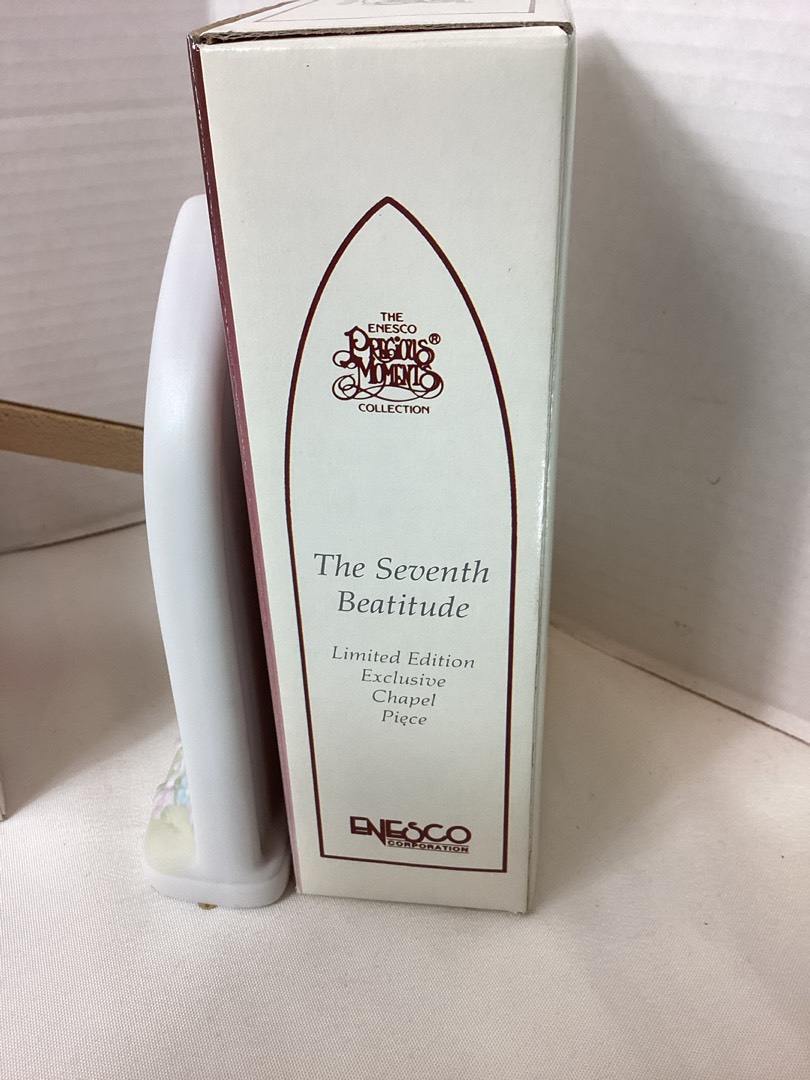 THE
ENESCO
PRECIOUS®
MOMENTS
COLLECTION
The Seventh
Beatitude
Limited Edition
Exclusive
Chapel
Piece
ENESCO
CORPORATION